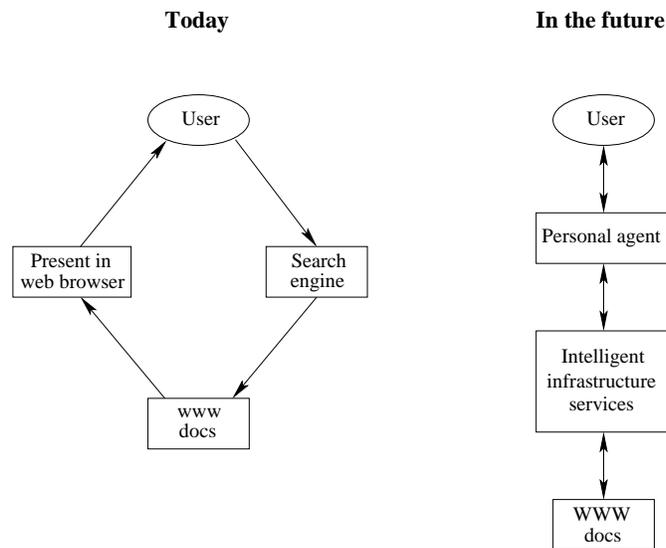 Today
In the future
User
Present in
web browser
Search
engine
www
docs
User
Personal agent
Intelligent
infrastructure
services
WWW
docs